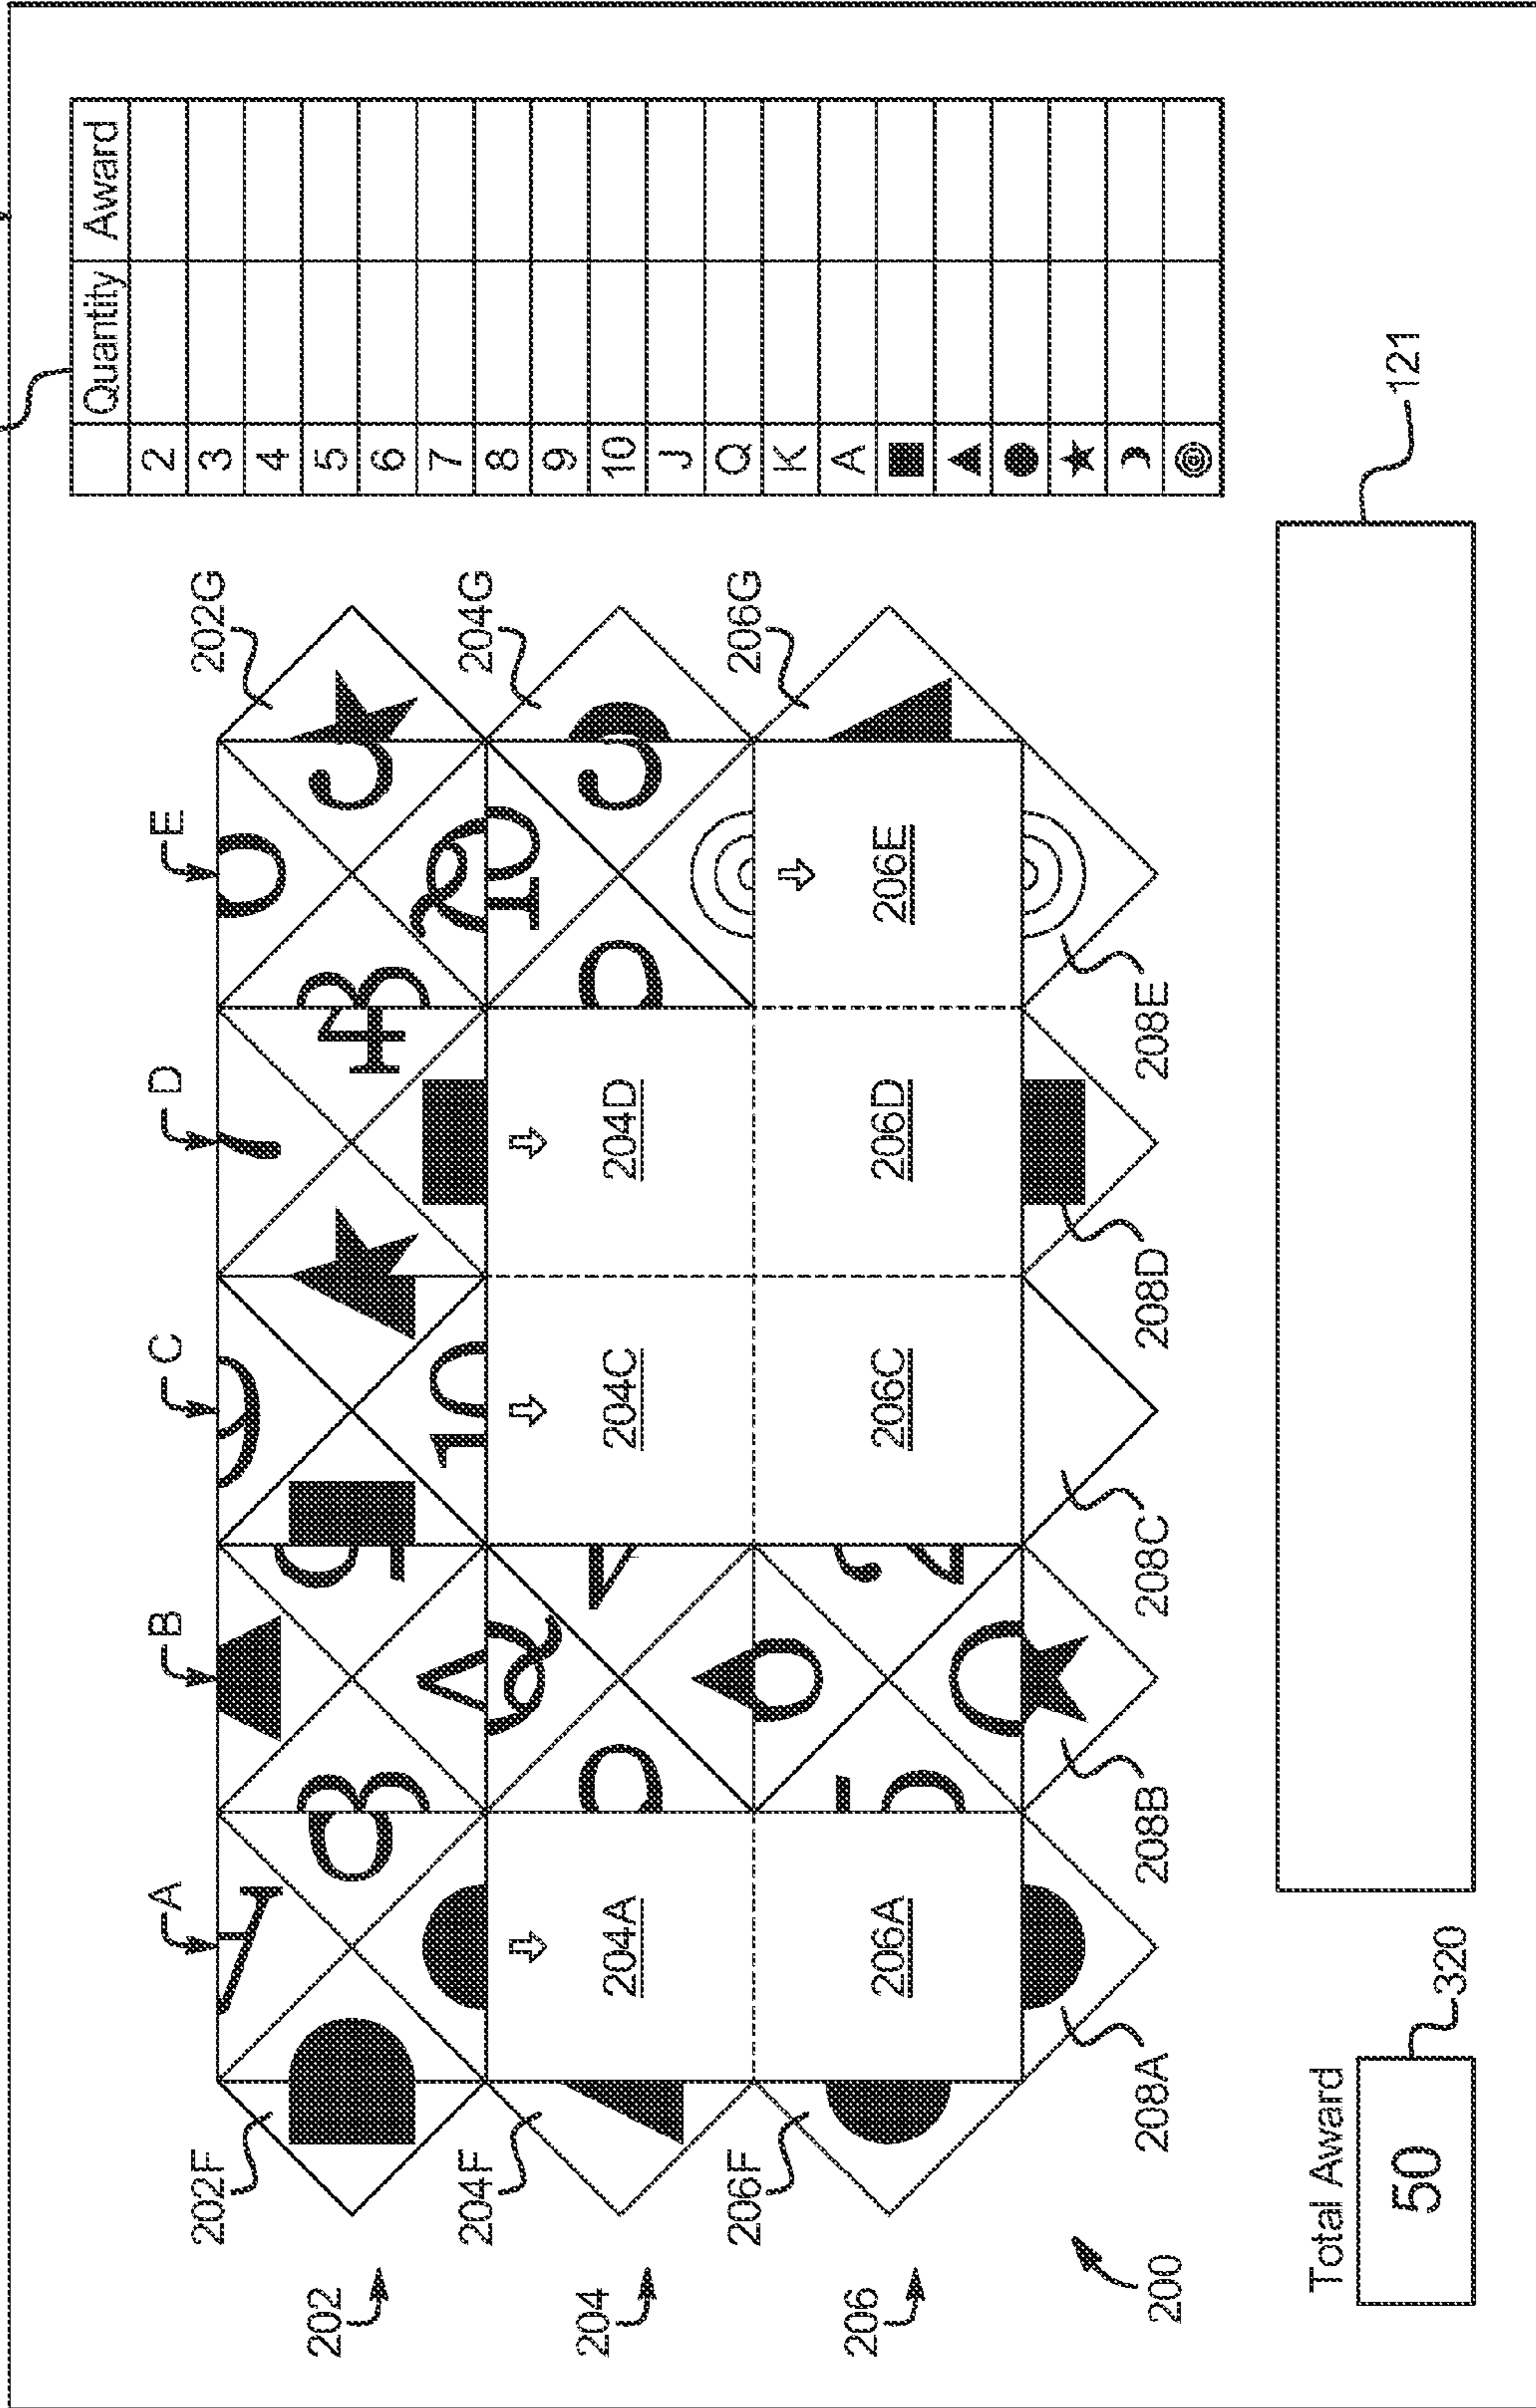 A B C D E
202F
202G
202
204F
204G
204
204A
204C
204D
206F
206G
206
206A
206C
206D
206E
208A
208B
208C
208D
208E
200
Quantity Award
2
3
4
5
6
7
8
9
10
J
Q
K
A
Total Award
50
320
121